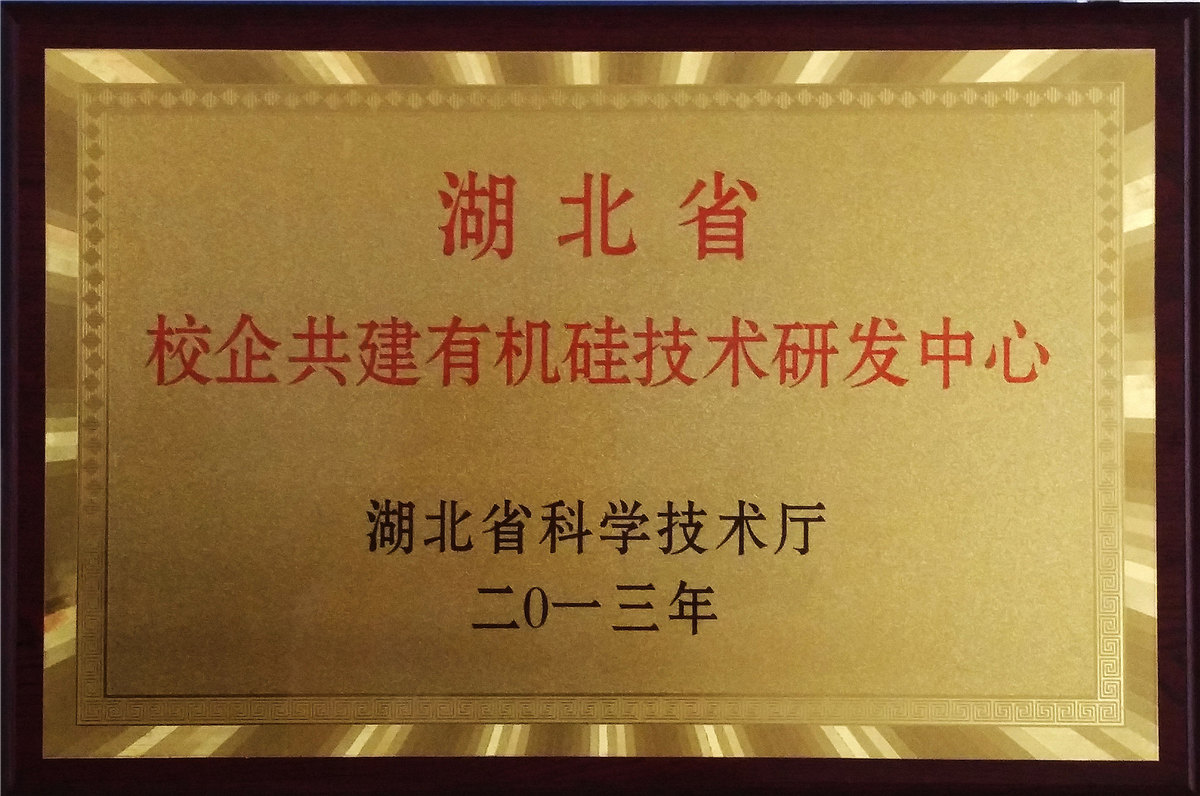 湖北省
校企共建有机硅技术研发中心
湖北省科学技术厅
二0一三年